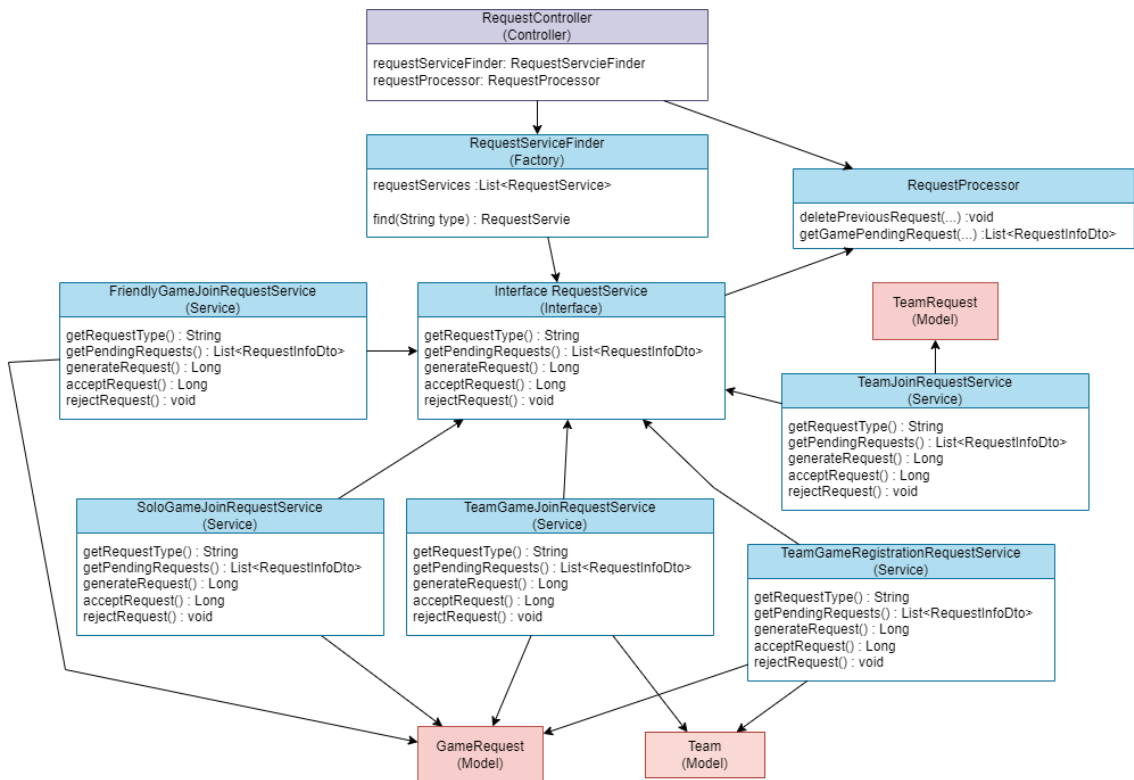 RequestController
(Controller)
requestServiceFinder: RequestServcieFinder
requestProcessor: RequestProcessor
RequestServiceFinder
(Factory)
requestServices :List<RequestService>
find(String type) : RequestServie
RequestProcessor
deletePreviousRequest(...) :void
getGamePendingRequest(...) :List<RequestInfoDto>
FriendlyGameJoinRequestService
(Service)
getRequestType() : String
getPendingRequests() : List<RequestInfoDto>
generateRequest() : Long
acceptRequest() : Long
rejectRequest() : void
Interface RequestService
(Interface)
getRequestType() : String
getPendingRequests() : List<RequestInfoDto>
generateRequest() : Long
acceptRequest() : Long
rejectRequest() : void
TeamRequest
(Model)
TeamJoinRequestService
(Service)
getRequestType() : String
getPendingRequests() : List<RequestInfoDto>
generateRequest() : Long
acceptRequest() : Long
rejectRequest() : void
SoloGameJoinRequestService
(Service)
getRequestType() : String
getPendingRequests() : List<RequestInfoDto>
generateRequest() : Long
acceptRequest() : Long
rejectRequest() : void
TeamGameJoinRequestService
(Service)
getRequestType() : String
getPendingRequests() : List<RequestInfoDto>
generateRequest() : Long
acceptRequest() : Long
rejectRequest() : void
TeamGameRegistrationRequestService
(Service)
getRequestType() : String
getPendingRequests() : List<RequestInfoDto>
generateRequest() : Long
acceptRequest() : Long
rejectRequest() : void
GameRequest
(Model)
Team
(Model)